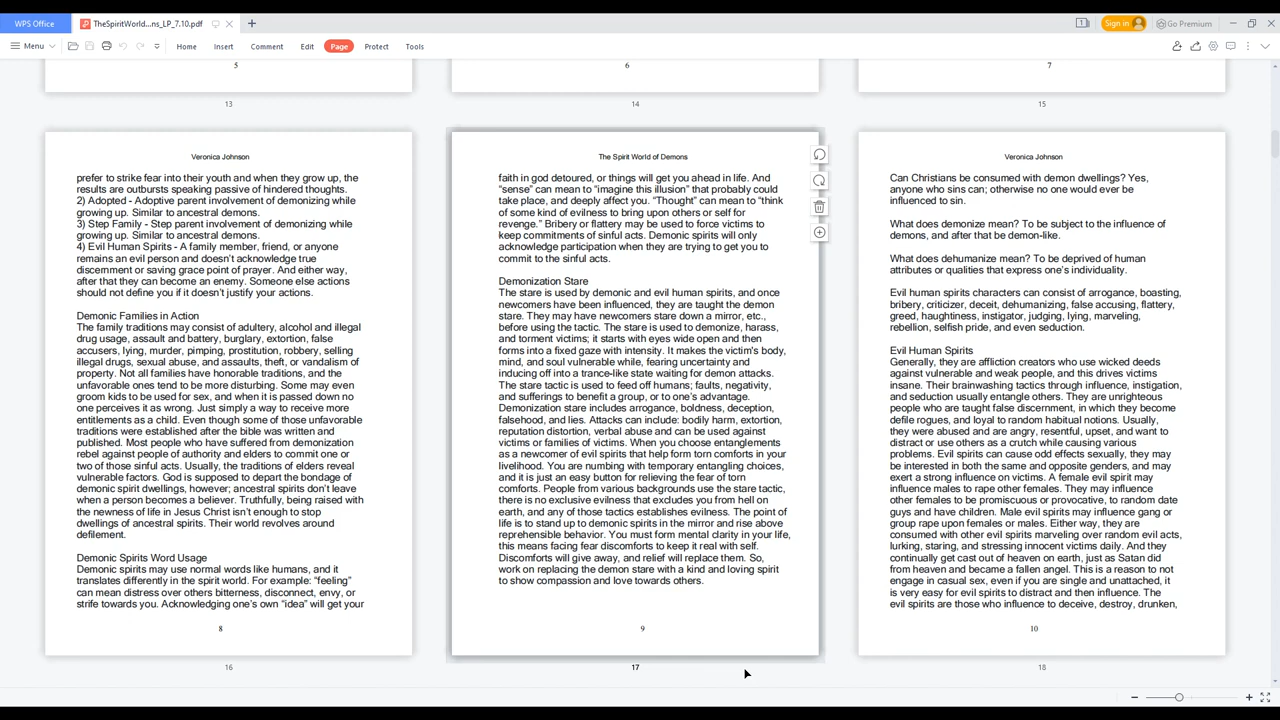 WPS Office
TheSpiritWorld...ns_LP_7.10.pdf
1
Sign in
Go Premium
Menu
Home
Insert
Comment
Edit
Page
Protect
Tools
5
6
7
13
14
15
Veronica Johnson
prefer to strike fear into their youth and when they grow up, the
results are outbursts speaking passive of hindered thoughts.
2) Adopted - Adoptive parent involvement of demonizing while
growing up. Similar to ancestral demons.
3) Step Family - Step parent involvement of demonizing while
growing up. Similar to ancestral demons.
4) Evil Human Spirits - A family member, friend, or anyone
remains an evil person and doesn't acknowledge true
discernment or saving grace point of prayer. And either way,
after that they can become an enemy. Someone else actions
should not define you if it doesn't justify your actions.
Demonic Families in Action
The family traditions may consist of adultery, alcohol and illegal
drug usage, assault and battery, burglary, extortion, false
accusers, lying, murder, pimping, prostitution, robbery, selling
illegal drugs, sexual abuse, and assaults, theft, or vandalism of
property. Not all families have honorable traditions, and the
unfavorable ones tend to be more disturbing. Some may even
groom kids to be used for sex, and when it is passed down no
one perceives it as wrong. Just simply a way to receive more
entitlements as a child. Even though some of those unfavorable
traditions were established after the bible was written and
published. Most people who have suffered from demonization
rebel against people of authority and elders to commit one or
two of those sinful acts. Usually, the traditions of elders reveal
vulnerable factors. God is supposed to depart the bondage of
demonic spirit dwellings, however; ancestral spirits don't leave
when a person becomes a believer. Truthfully, being raised with
the newness of life in Jesus Christ isn't enough to stop
dwellings of ancestral spirits. Their world revolves around
defilement.
Demonic Spirits Word Usage
Demonic spirits may use normal words like humans, and it
translates differently in the spirit world. For example: "feeling"
can mean distress over others bitterness, disconnect, envy, or
strife towards you. Acknowledging one's own "idea" will get your
8
16
The Spirit World of Demons
faith in god detoured, or things will get you ahead in life. And
"sense" can mean to "imagine this illusion" that probably could
take place, and deeply affect you. "Thought" can mean to "think
of some kind of evilness to bring upon others or self for
revenge." Bribery or flattery may be used to force victims to
keep commitments of sinful acts. Demonic spirits will only
acknowledge participation when they are trying to get you to
commit to the sinful acts.
Demonization Stare
The stare is used by demonic and evil human spirits, and once
newcomers have been influenced, they are taught the demon
stare. They may have newcomers stare down a mirror, etc.,
before using the tactic. The stare is used to demonize, harass,
and torment victims; it starts with eyes wide open and then
forms into a fixed gaze with intensity. It makes the victim's body,
mind, and soul vulnerable while, fearing uncertainty and
inducing off into a trance-like state waiting for demon attacks.
The stare tactic is used to feed off humans; faults, negativity,
and sufferings to benefit a group, or to one's advantage.
Demonization stare includes arrogance, boldness, deception,
falsehood, and lies. Attacks can include: bodily harm, extortion,
reputation distortion, verbal abuse and can be used against
victims or families of victims. When you choose entanglements
as a newcomer of evil spirits that help form torn comforts in your
livelihood. You are numbing with temporary entangling choices,
and it is just an easy button for relieving the fear of torn
comforts. People from various backgrounds use the stare tactic,
there is no exclusive evilness that excludes you from hell on
earth, and any of those tactics establishes evilness. The point of
life is to stand up to demonic spirits in the mirror and rise above
reprehensible behavior. You must form mental clarity in your life,
this means facing fear discomforts to keep it real with self.
Discomforts will give away, and relief will replace them. So,
work on replacing the demon stare with a kind and loving spirit
to show compassion and love towards others.
9
17
Veronica Johnson
Can Christians be consumed with demon dwellings? Yes,
anyone who sins can; otherwise no one would ever be
influenced to sin.
What does demonize mean? To be subject to the influence of
demons, and after that be demon-like.
What does dehumanize mean? To be deprived of human
attributes or qualities that express one's individuality.
Evil human spirits characters can consist of arrogance, boasting,
bribery, criticizer, deceit, dehumanizing, false accusing, flattery,
greed, haughtiness, instigator, judging, lying, marveling,
rebellion, selfish pride, and even seduction.
Evil Human Spirits
Generally, they are affliction creators who use wicked deeds
against vulnerable and weak people, and this drives victims
insane. Their brainwashing tactics through influence, instigation,
and seduction usually entangle others. They are unrighteous
people who are taught false discernment, in which they become
defile rogues, and loyal to random habitual notions. Usually,
they were abused and are angry, resentful, upset, and want to
distract or use others as a crutch while causing various
problems. Evil spirits can cause odd effects sexually, they may
be interested in both the same and opposite genders, and may
exert a strong influence on victims. A female evil spirit may
influence males to rape other females. They may influence
other females to be promiscuous or provocative, to random date
guys and have children. Male evil spirits may influence gang or
group rape upon females or males. Either way, they are
consumed with other evil spirits marveling over random evil acts,
lurking, staring, and stressing innocent victims daily. And they
continually get cast out of heaven on earth, just as Satan did
from heaven and became a fallen angel. This is a reason to not
engage in casual sex, even if you are single and unattached, it
is very easy for evil spirits to distract and then influence. The
evil spirits are those who influence to deceive, destroy, drunken,
10
18